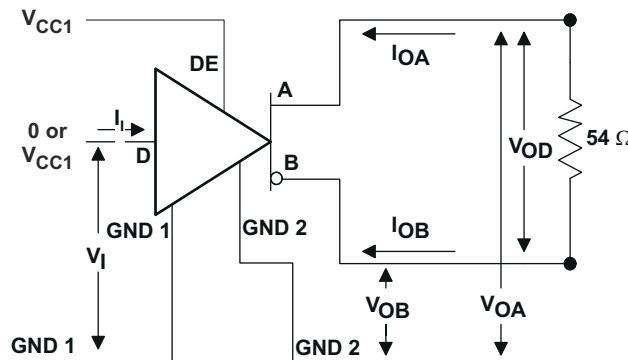 VCC1
DE
IOA
A
II
0 or
VCC1
D
B
VOD
54 Ω
GND 1
GND 2
IOB
VI
VOB
VOA
GND 1
GND 2